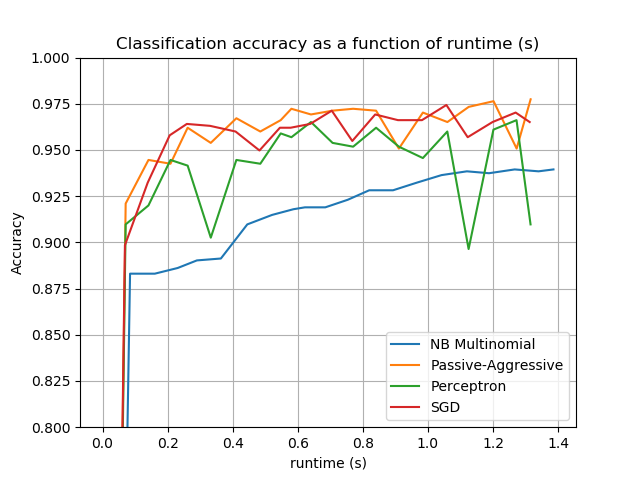 Classification accuracy as a function of runtime (s)
1.000
0.975
0.950
0.925
0.900
0.875
0.850
0.825
0.800
Accuracy
NB Multinomial
Passive-Aggressive
Perceptron
SGD
0.0 0.2 0.4 0.6 0.8 1.0 1.2 1.4
runtime (s)